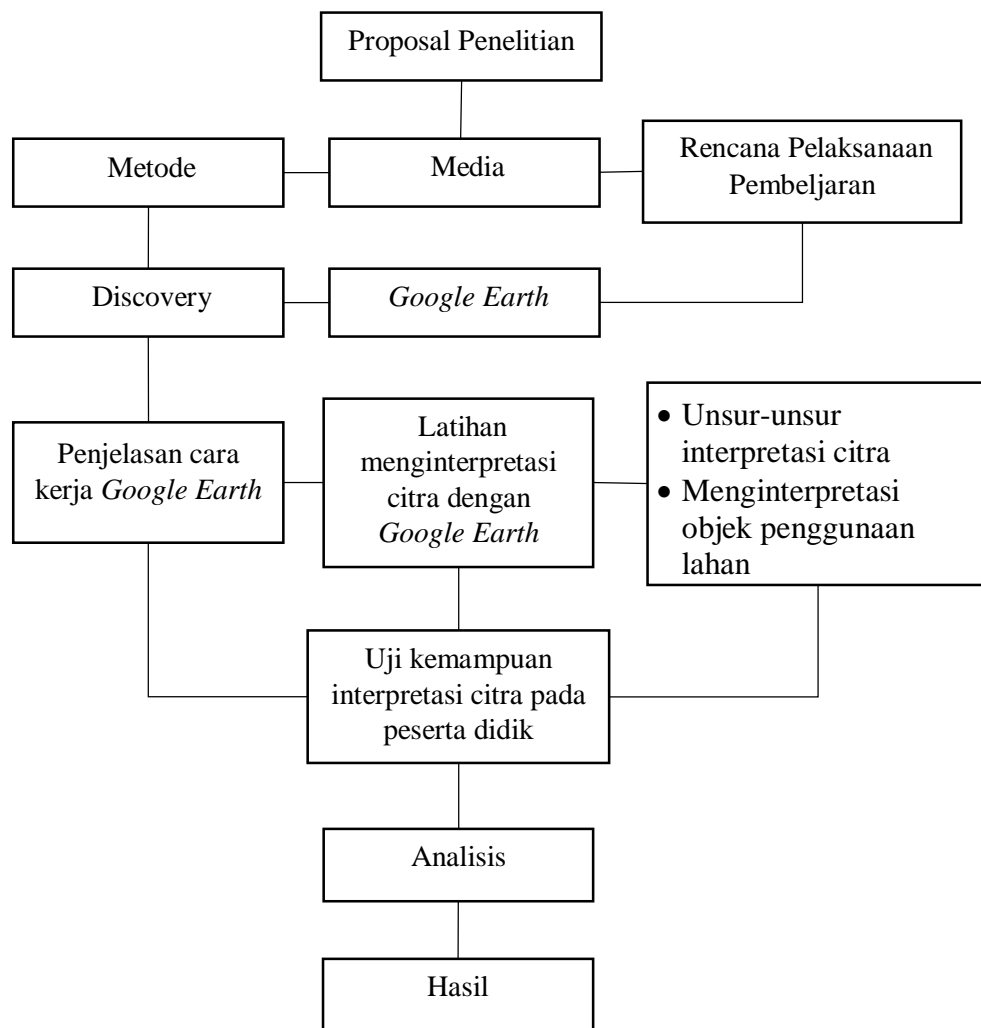 Proposal Penelitian
Metode
Media
Rencana Pelaksanaan
Pembeljaran
Discovery
Google Earth
Penjelasan cara
kerja Google Earth
Latihan
menginterpretasi
citra dengan
Google Earth
• Unsur-unsur
interpretasi citra
• Menginterpretasi
objek penggunaan
lahan
Uji kemampuan
interpretasi citra pada
peserta didik
Analisis
Hasil